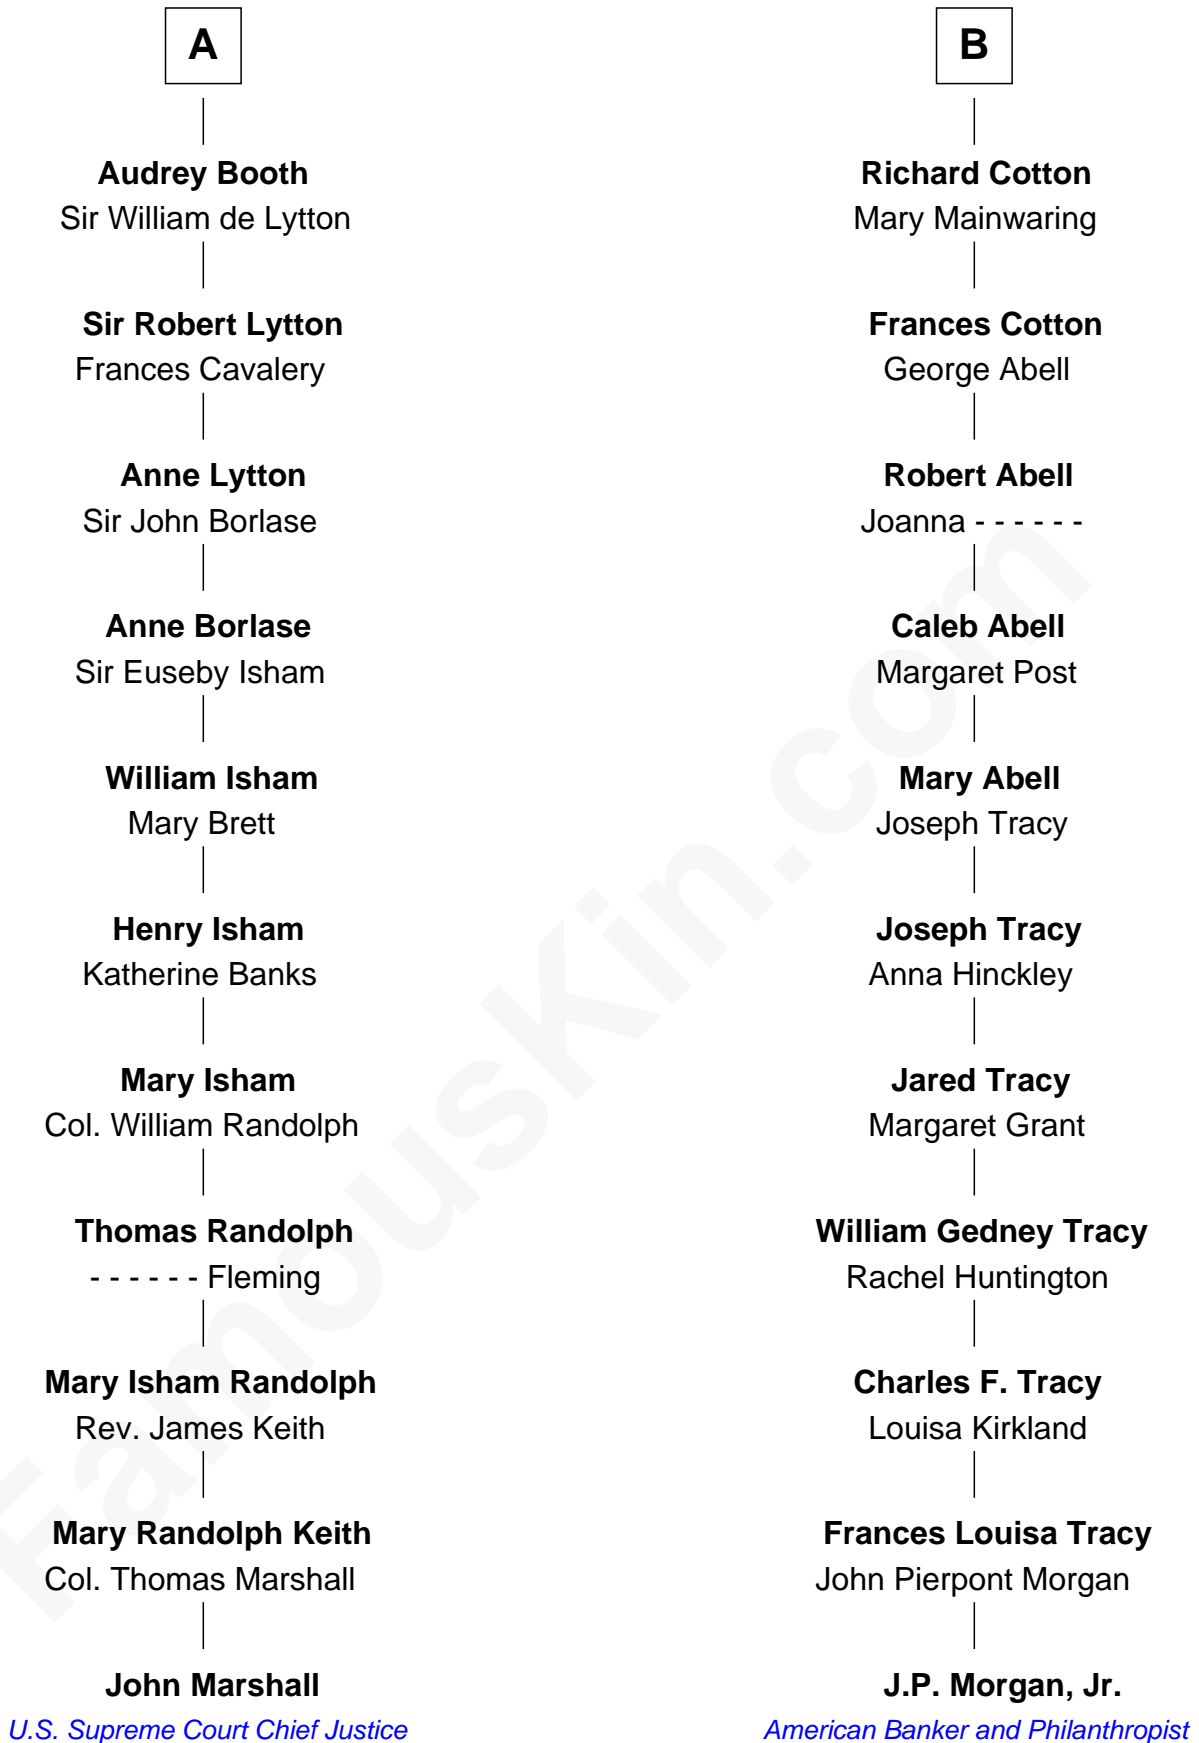 A
Audrey Booth
Sir William de Lytton
Sir Robert Lytton
Frances Cavalery
Anne Lytton
Sir John Borlase
Anne Borlase
Sir Euseby Isham
William Isham
Mary Brett
Henry Isham
Katherine Banks
Mary Isham
Col. William Randolph
Thomas Randolph
- - - - - - Fleming
Mary Isham Randolph
Rev. James Keith
Mary Randolph Keith
Col. Thomas Marshall
John Marshall
U.S. Supreme Court Chief Justice
B
Richard Cotton
Mary Mainwaring
Frances Cotton
George Abell
Robert Abell
Joanna - - - - - -
Caleb Abell
Margaret Post
Mary Abell
Joseph Tracy
Joseph Tracy
Anna Hinckley
Jared Tracy
Margaret Grant
William Gedney Tracy
Rachel Huntington
Charles F. Tracy
Louisa Kirkland
Frances Louisa Tracy
John Pierpont Morgan
J.P. Morgan, Jr.
American Banker and Philanthropist
FamousKin.com